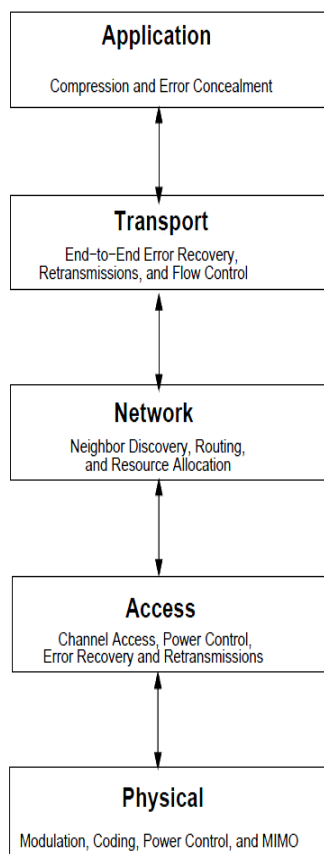 Application
Compression and Error Concealment
Transport
End-to-End Error Recovery,
Retransmissions, and Flow Control
Network
Neighbor Discovery, Routing,
and Resource Allocation
Access
Channel Access, Power Control,
Error Recovery and Retransmissions
Physical
Modulation, Coding, Power Control, and MIMO